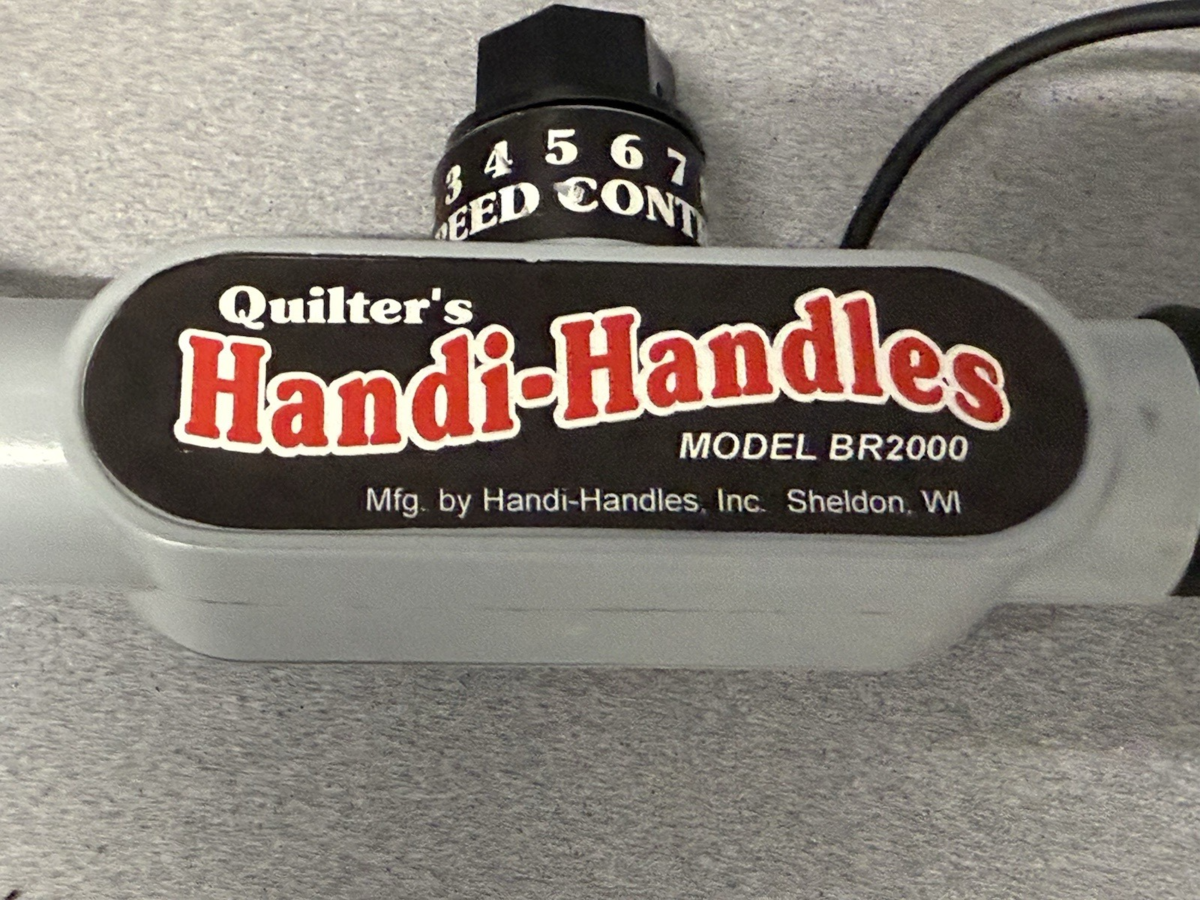 3 4 5 6 7
PEED CONT
Quilter's
Handi-Handles
MODEL BR2000
Mfg. by Handi-Handles, Inc. Sheldon, WI